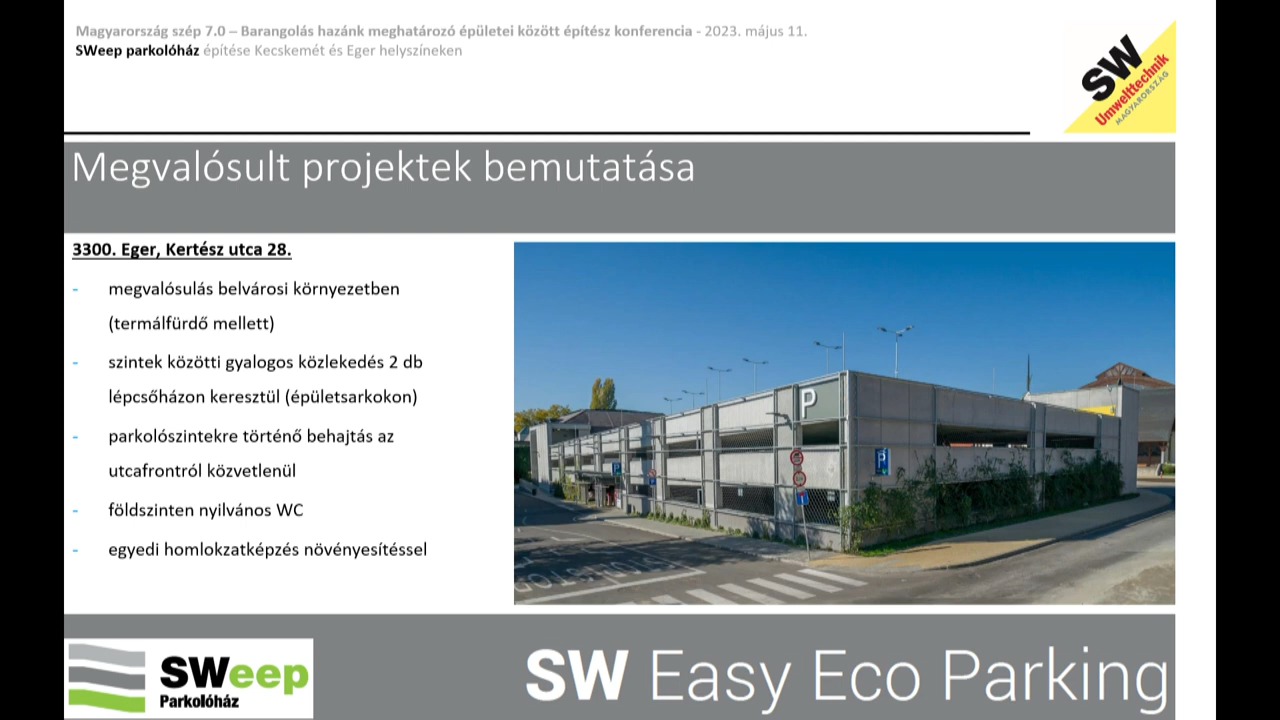 Magyarország szép 7.0 – Barangolás hazánk meghatározó épületei között építész konferencia - 2023. május 11.
SWeep parkolóház építése Kecskemét és Eger helyszíneken
SW
Umwelttechnik
MAGYARORSZÁG
Megvalósult projektek bemutatása
3300. Eger, Kertész utca 28.
- megvalósulás belvárosi környezetben
(termálfürdő mellett)
- szintek közötti gyalogos közlekedés 2 db
lépcsőházon keresztül (épületsarkokon)
- parkolószintekre történő behajtás az
utcafrontról közvetlenül
- földszinten nyilvános WC
- egyedi homlokzatképzés növényesítéssel
P
P
SWeep
Parkolóház
SW Easy Eco Parking